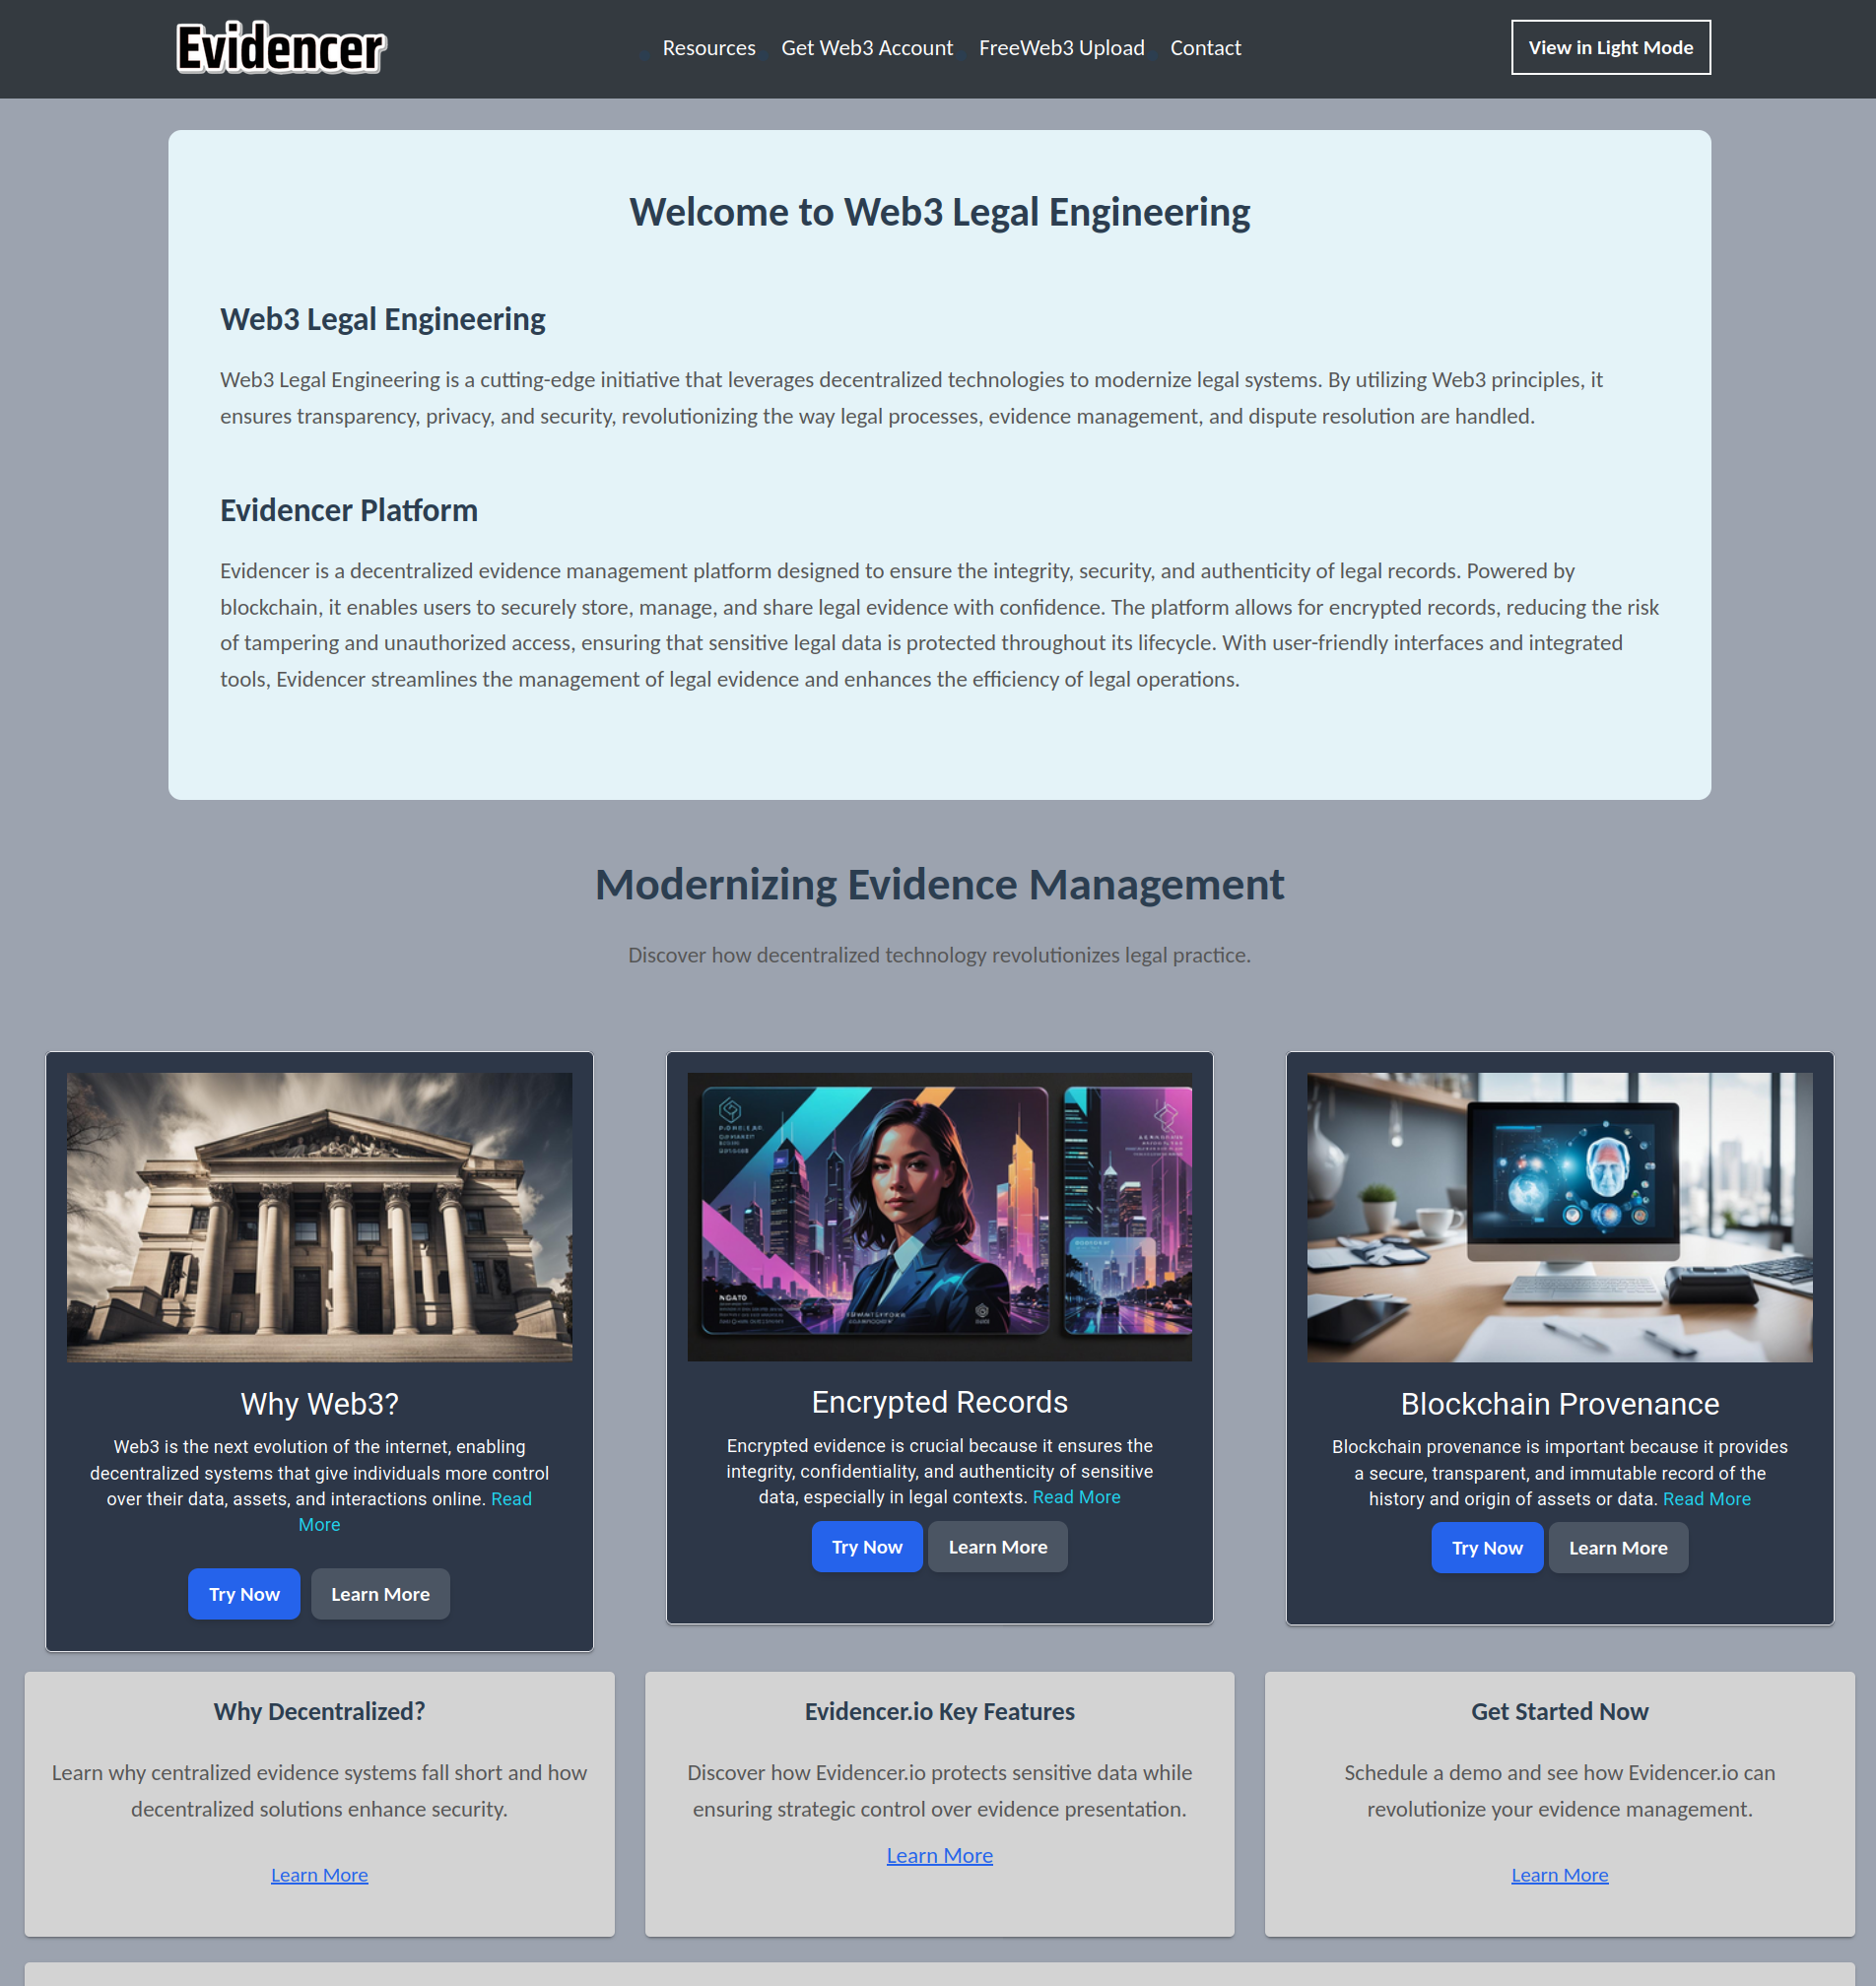 Evidencer
Resources
Get Web3 Account
FreeWeb3 Upload
Contact
View in Light Mode
Welcome to Web3 Legal Engineering
Web3 Legal Engineering
Web3 Legal Engineering is a cutting-edge initiative that leverages decentralized technologies to modernize legal systems. By utilizing Web3 principles, it
ensures transparency, privacy, and security, revolutionizing the way legal processes, evidence management, and dispute resolution are handled.
Evidencer Platform
Evidencer is a decentralized evidence management platform designed to ensure the integrity, security, and authenticity of legal records. Powered by
blockchain, it enables users to securely store, manage, and share legal evidence with confidence. The platform allows for encrypted records, reducing the risk
of tampering and unauthorized access, ensuring that sensitive legal data is protected throughout its lifecycle. With user-friendly interfaces and integrated
tools, Evidencer streamlines the management of legal evidence and enhances the efficiency of legal operations.
Modernizing Evidence Management
Discover how decentralized technology revolutionizes legal practice.
Why Web3?
Web3 is the next evolution of the internet, enabling
decentralized systems that give individuals more control
over their data, assets, and interactions online. Read
More
Try Now
Learn More
Encrypted Records
Encrypted evidence is crucial because it ensures the
integrity, confidentiality, and authenticity of sensitive
data, especially in legal contexts. Read More
Try Now
Learn More
Blockchain Provenance
Blockchain provenance is important because it provides
a secure, transparent, and immutable record of the
history and origin of assets or data. Read More
Try Now
Learn More
Why Decentralized?
Learn why centralized evidence systems fall short and how
decentralized solutions enhance security.
Learn More
Evidencer.io Key Features
Discover how Evidencer.io protects sensitive data while
ensuring strategic control over evidence presentation.
Learn More
Get Started Now
Schedule a demo and see how Evidencer.io can
revolutionize your evidence management.
Learn More